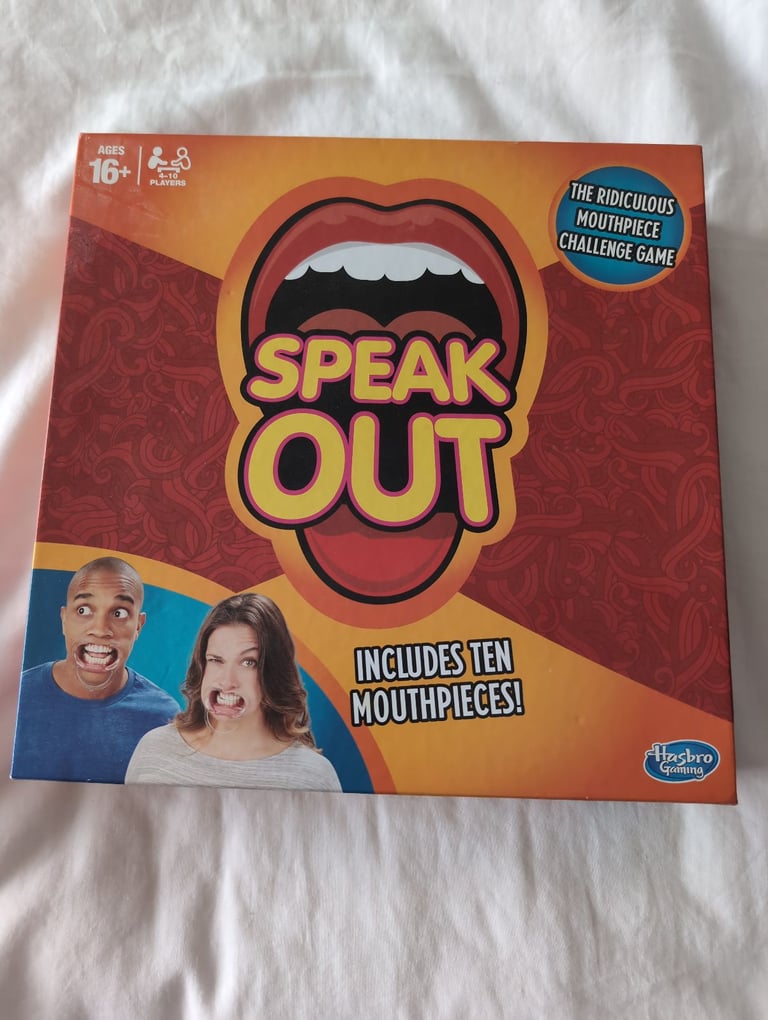 AGES
16+
4-10
PLAYERS
THE RIDICULOUS
MOUTHPIECE
CHALLENGE GAME
SPEAK
OUT
INCLUDES TEN
MOUTHPIECES!
Hasbro
Gaming